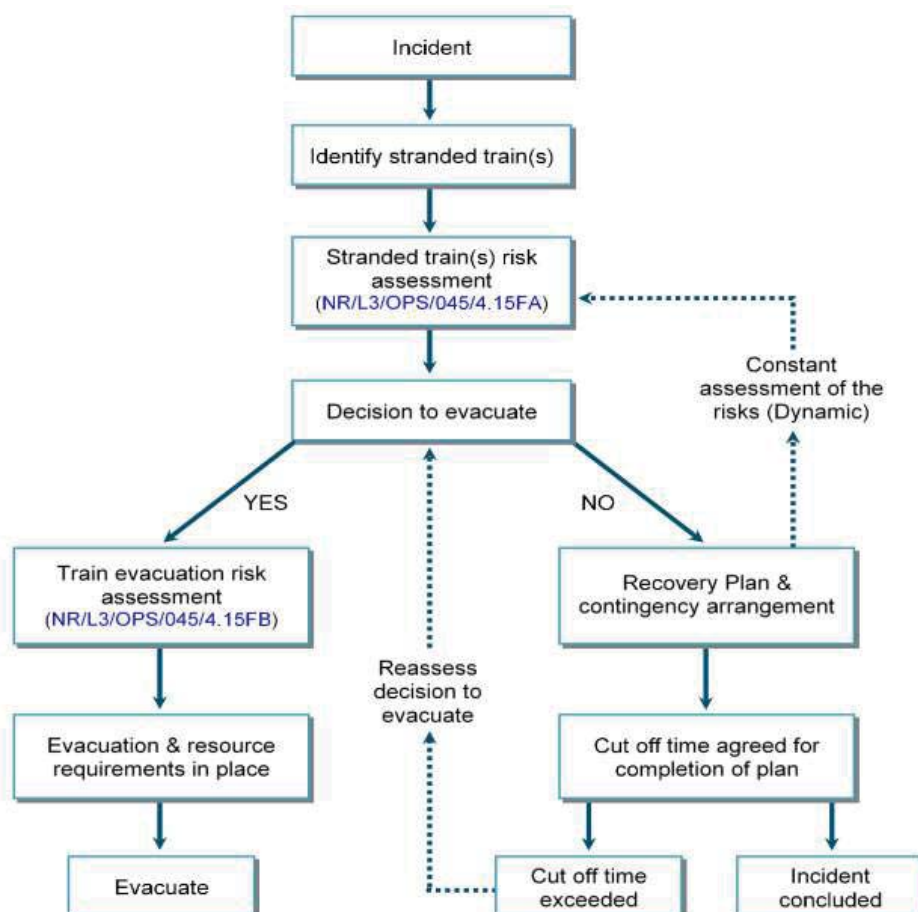 Incident
Identify stranded train(s)
Stranded train(s) risk
assessment
(NR/L3/OPS/045/4.15FA)
Constant
assessment of the
risks (Dynamic)
Decision to evacuate
YES
NO
Train evacuation risk
assessment
(NR/L3/OPS/045/4.15FB)
Recovery Plan &
contingency arrangement
Reassess
decision to
evacuate
Evacuation & resource
requirements in place
Cut off time agreed for
completion of plan
Evacuate
Cut off time
exceeded
Incident
concluded